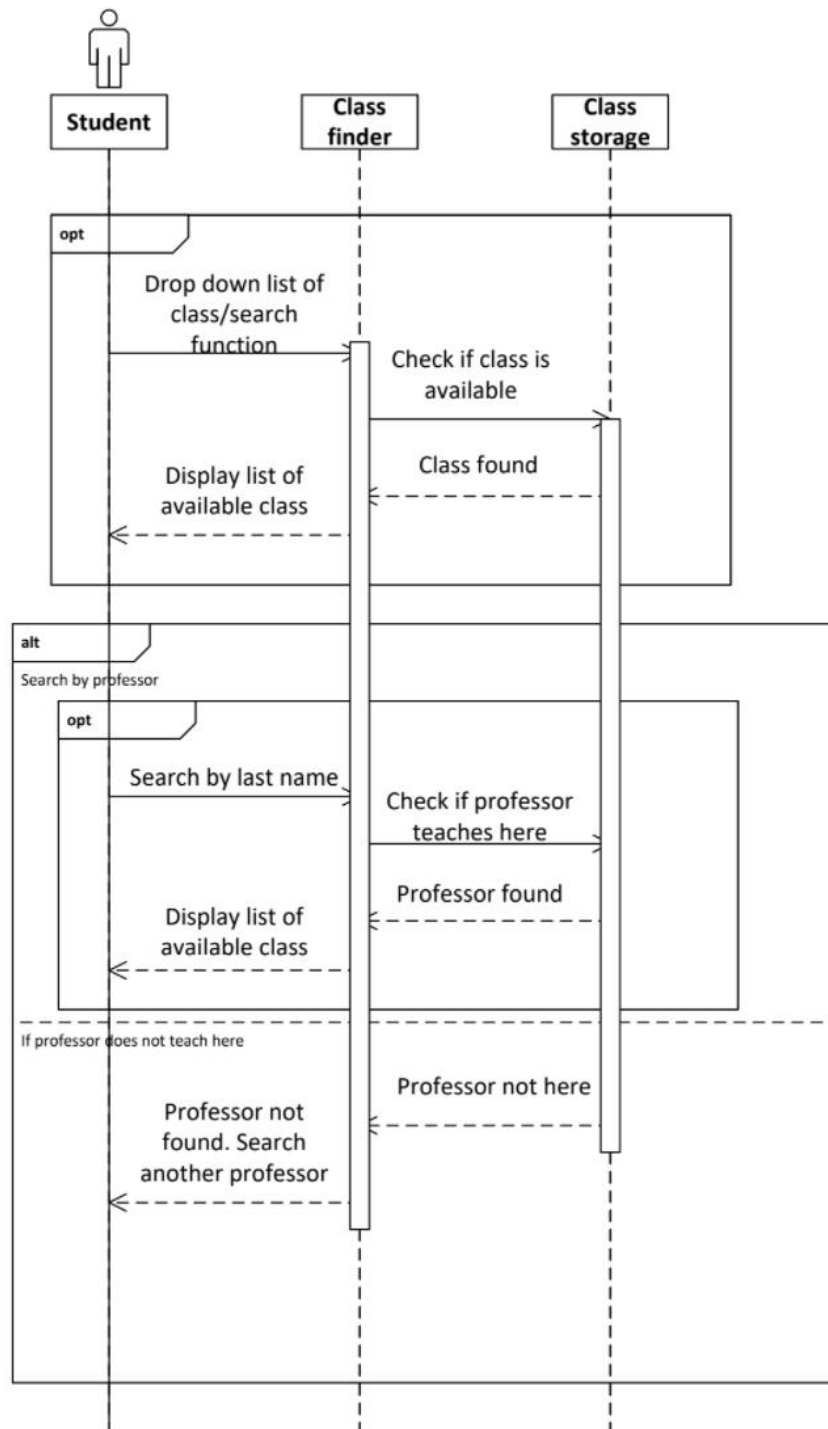 Student
Class
finder
Class
storage
opt
Drop down list of
class/search
function
Check if class is
available
Class found
Display list of
available class
alt
Search by professor
opt
Search by last name
Check if professor
teaches here
Professor found
Display list of
available class
If professor does not teach here
Professor not here
Professor not
found. Search
another professor